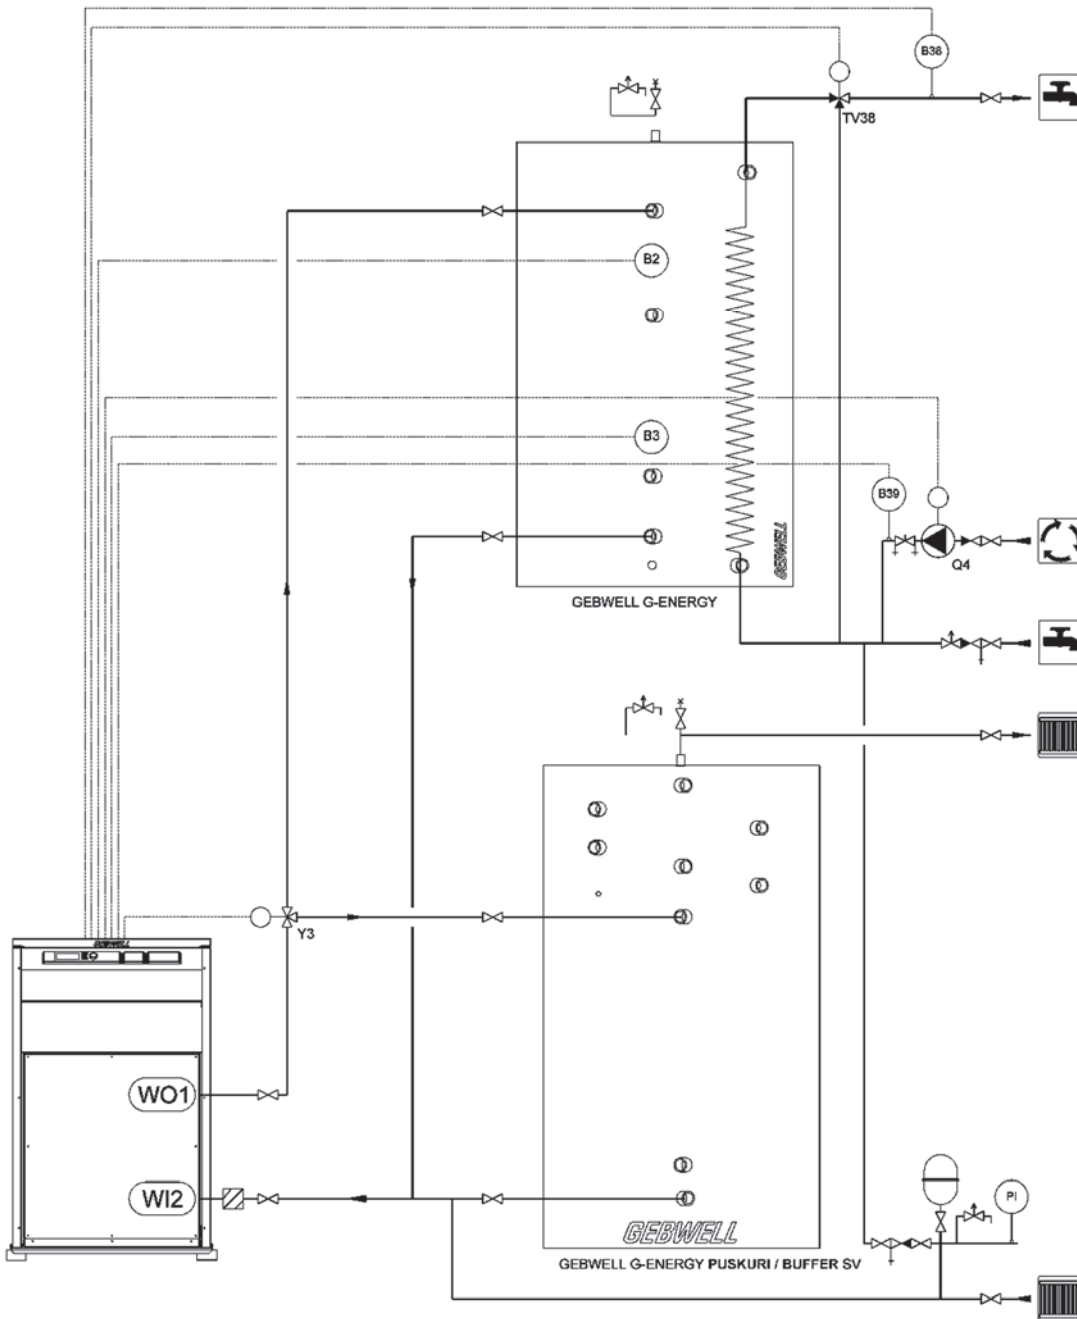 B38
TV38
B2
B3
B39
Q4
GEBWELL
GEBWELL G-ENERGY
Y3
GEBWELL
WO1
WI2
PI
GEBWELL
GEBWELL G-ENERGY PUSKURI / BUFFER SV